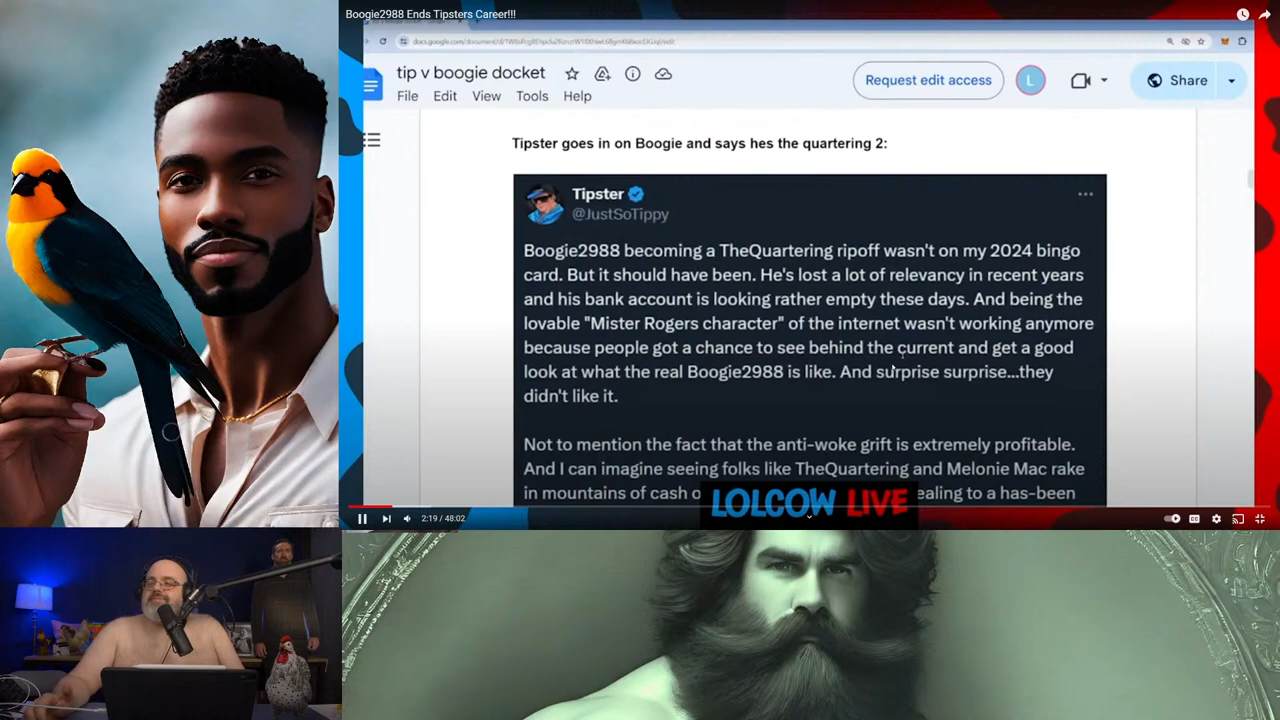 Boogie2988 Ends Tipsters Career!!!
tip v boogie docket
File Edit View Tools Help
Request edit access
L
Share
Tipster goes in on Boogie and says hes the quartering 2:
Tipster
@JustSoTippy
Boogie2988 becoming a TheQuartering ripoff wasn't on my 2024 bingo
card. But it should have been. He's lost a lot of relevancy in recent years
and his bank account is looking rather empty these days. And being the
lovable "Mister Rogers character" of the internet wasn't working anymore
because people got a chance to see behind the current and get a good
look at what the real Boogie2988 is like. And surprise surprise...they
didn't like it.
Not to mention the fact that the anti-woke grift is extremely profitable.
And I can imagine seeing folks like TheQuartering and Melonie Mac rake
in mountains of cash
ealing to a has-been
LOLCOW LIVE
2:19 / 48:02